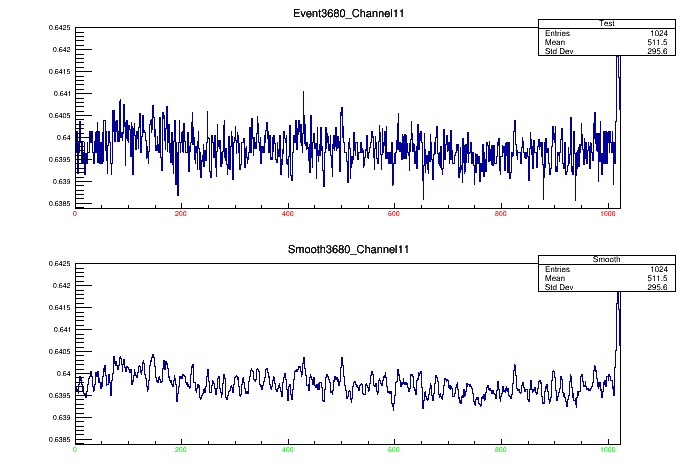 Event3680_Channel11
Test
Entries 1024
Mean 511.5
Std Dev 295.6
0.6425
0.642
0.6415
0.641
0.6405
0.64
0.6395
0.639
0.6385
0 200 400 600 800 1000
Smooth3680_Channel11
Smooth
Entries 1024
Mean 511.5
Std Dev 295.6
0.6425
0.642
0.6415
0.641
0.6405
0.64
0.6395
0.639
0.6385
0 200 400 600 800 1000